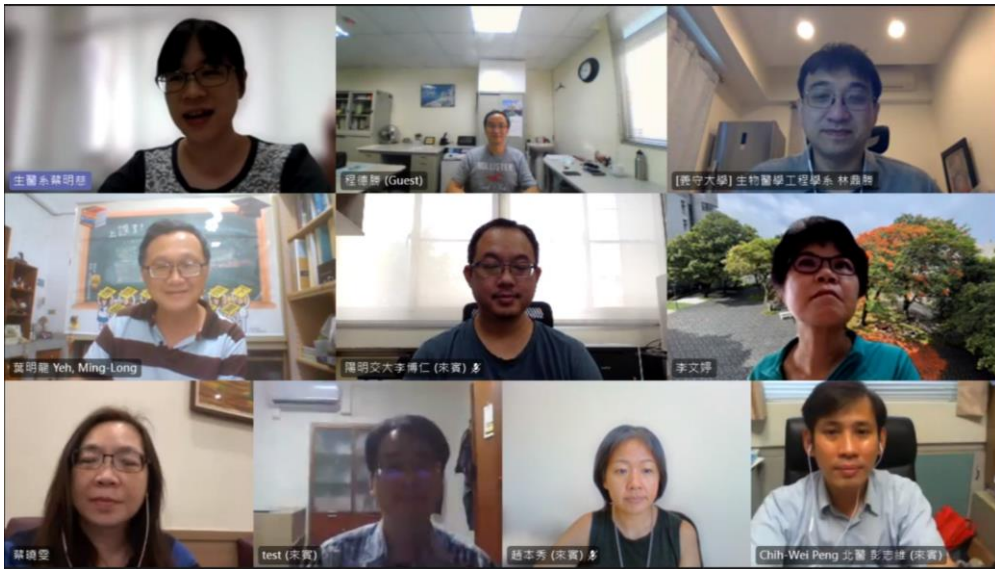 生醫系蔡明慈
程德勝 (Guest)
[義守大學] 生物醫學工程學系 林鼎勝
葉明龍 Yeh, Ming-Long
陽明交大李博仁 (來賓)
李文婷
蔡曉雯
test (來賓)
趙本秀 (來賓)
Chih-Wei Peng 北醫 彭志維 (來賓)